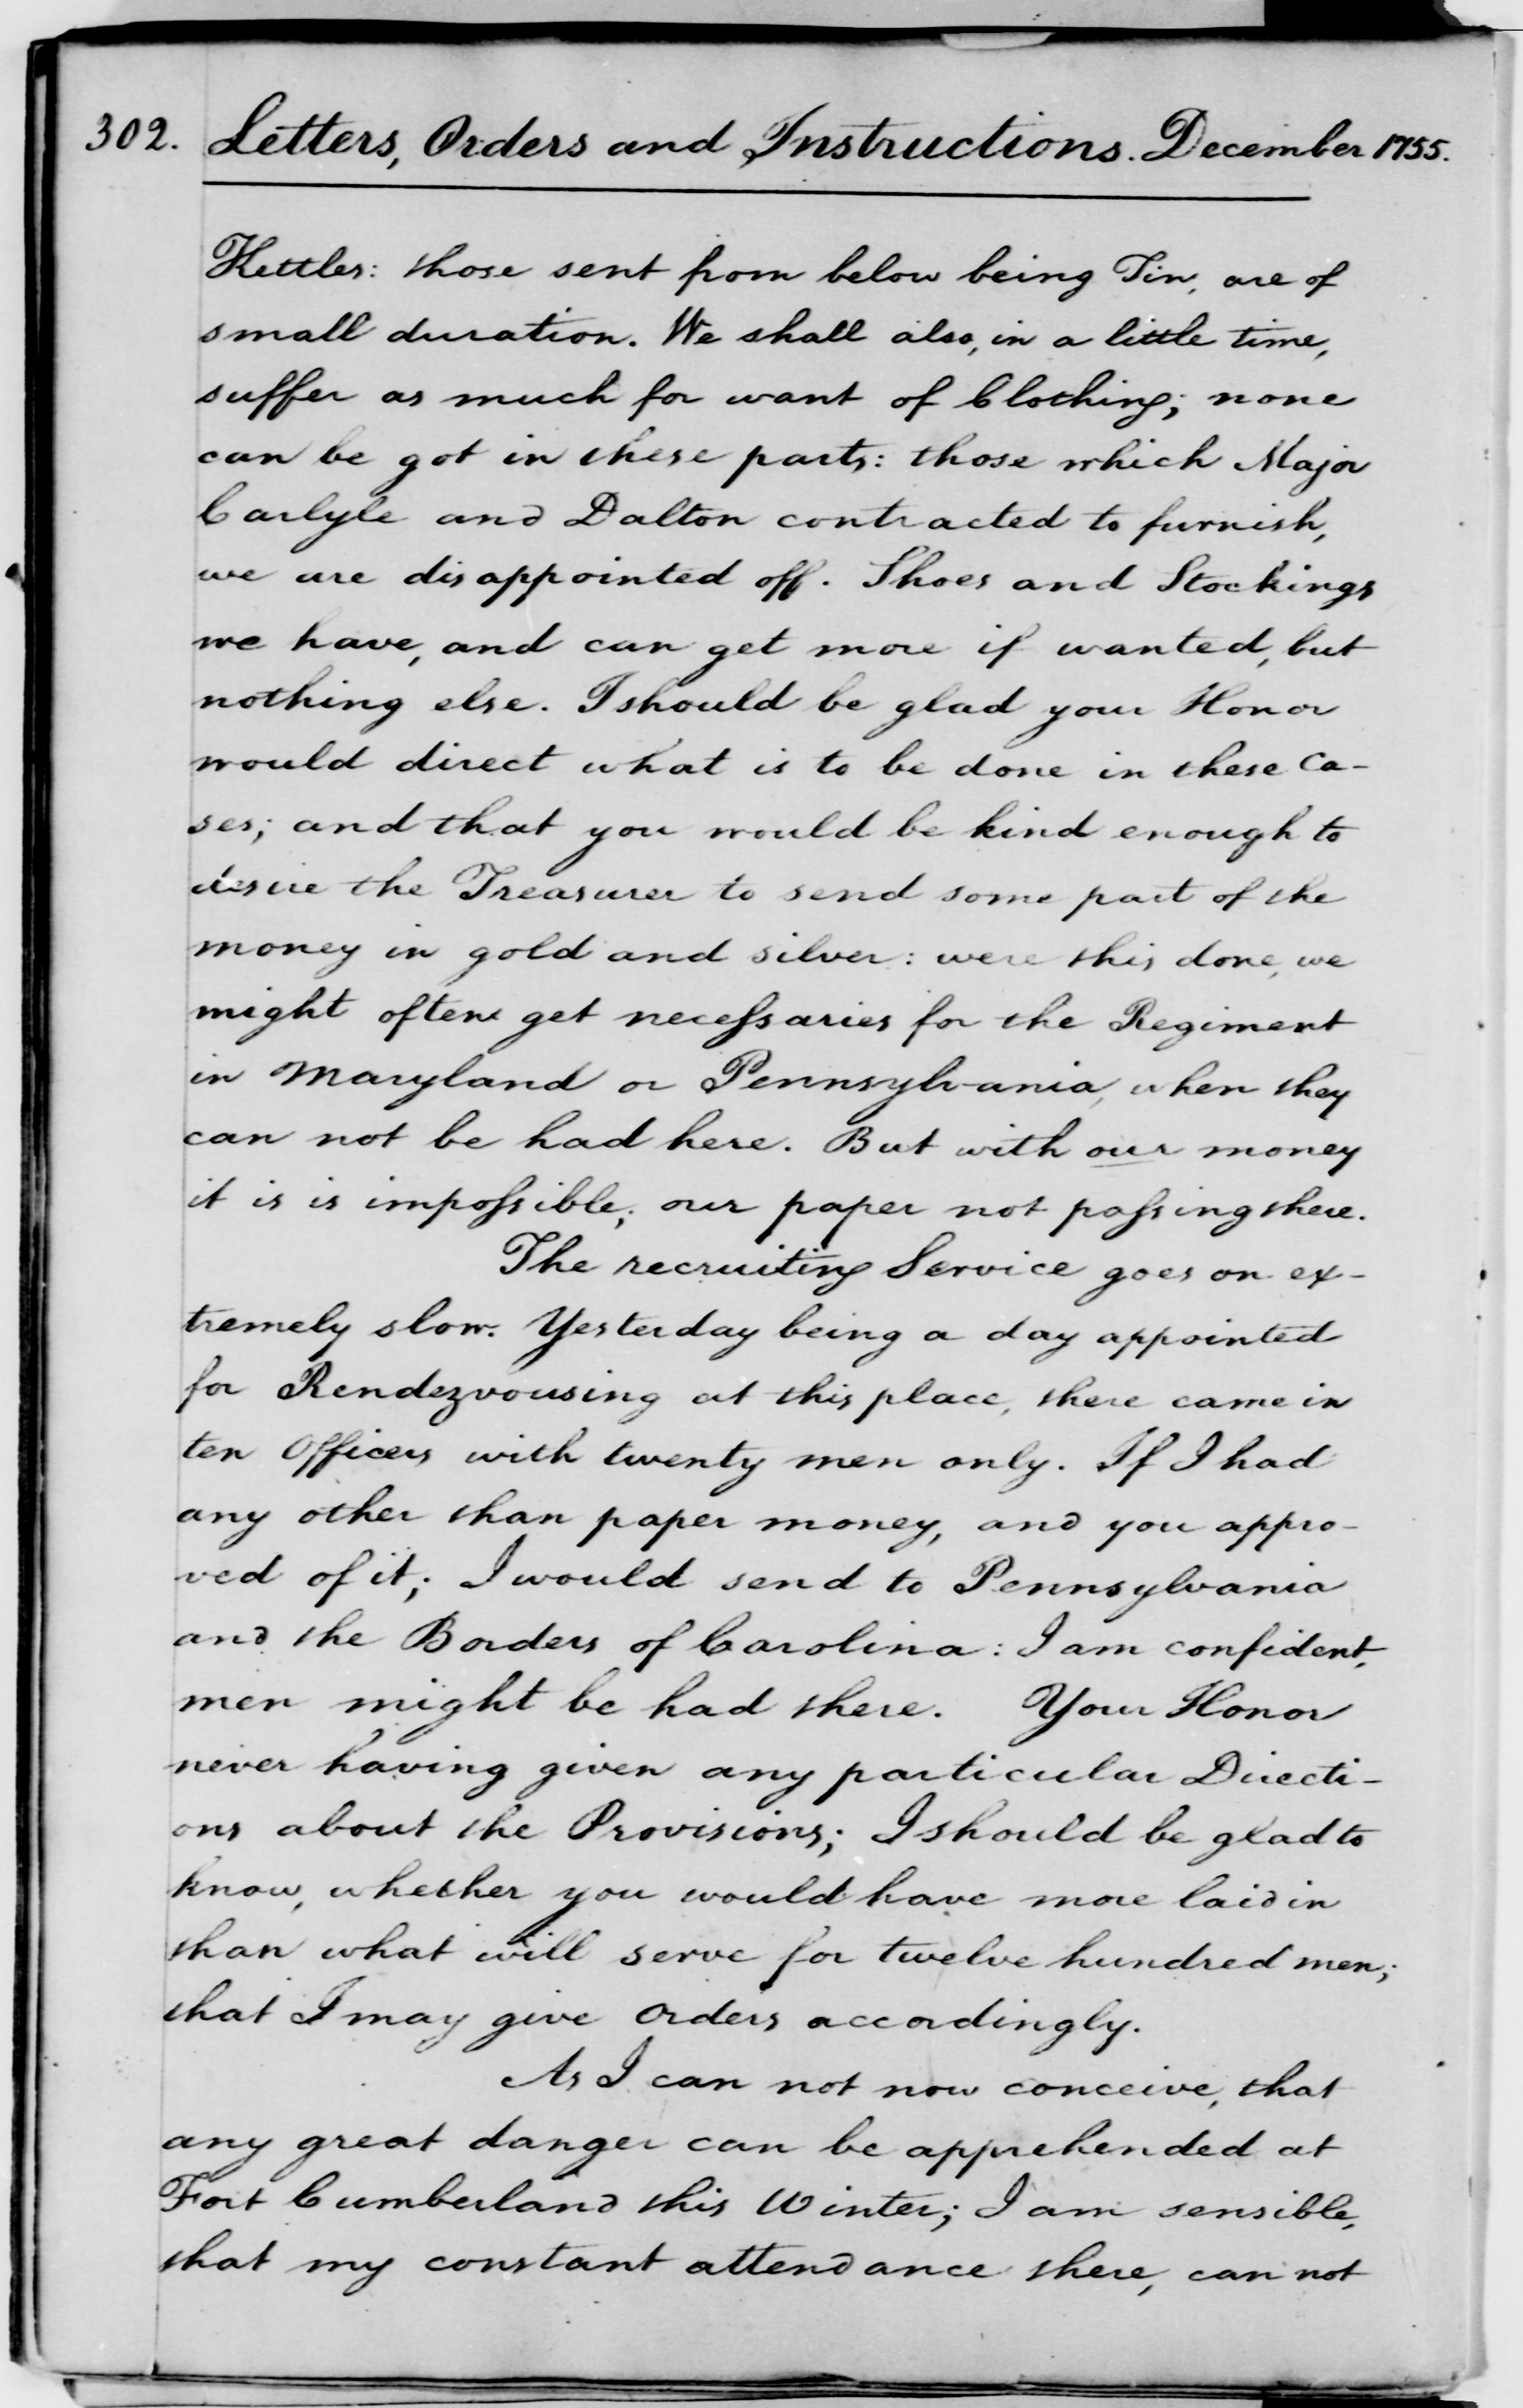 302. Letters, Orders and Instructions. December 1755.
Kettles: those sent from below being Tin, are of
small duration. We shall also, in a little time,
suffer as much for want of Clothing; none
can be got in these parts: those which Major
Carlyle and Dalton contracted to furnish,
we are disappointed off. Shoes and Stockings
we have, and can get more if wanted, but
nothing else. I should be glad your Honor
would direct what is to be done in these ca-
ses; and that you would be kind enough to
desire the Treasurer to send some part of the
money in gold and silver: were this done, we
might often get necessaries for the Regiment
in Maryland or Pennsylvania, when they
can not be had here. But with our money
it is is impossible; our paper not passing there.
The recruiting Service goes on ex-
tremely slow. Yesterday being a day appointed
for Rendezvousing at this place, there came in
ten Officers with twenty men only. If I had
any other than paper money, and you appro-
ved of it; I would send to Pennsylvania
and the Borders of Carolina: I am confident,
men might be had there. Your Honor
never having given any particular Directi-
ons about the Provisions; I should be glad to
know, whether you would have more laid in
than what will serve for twelve hundred men;
that I may give Orders accordingly.
As I can not now conceive, that
any great danger can be apprehended at
Fort Cumberland this Winter; I am sensible,
that my constant attendance there, can not